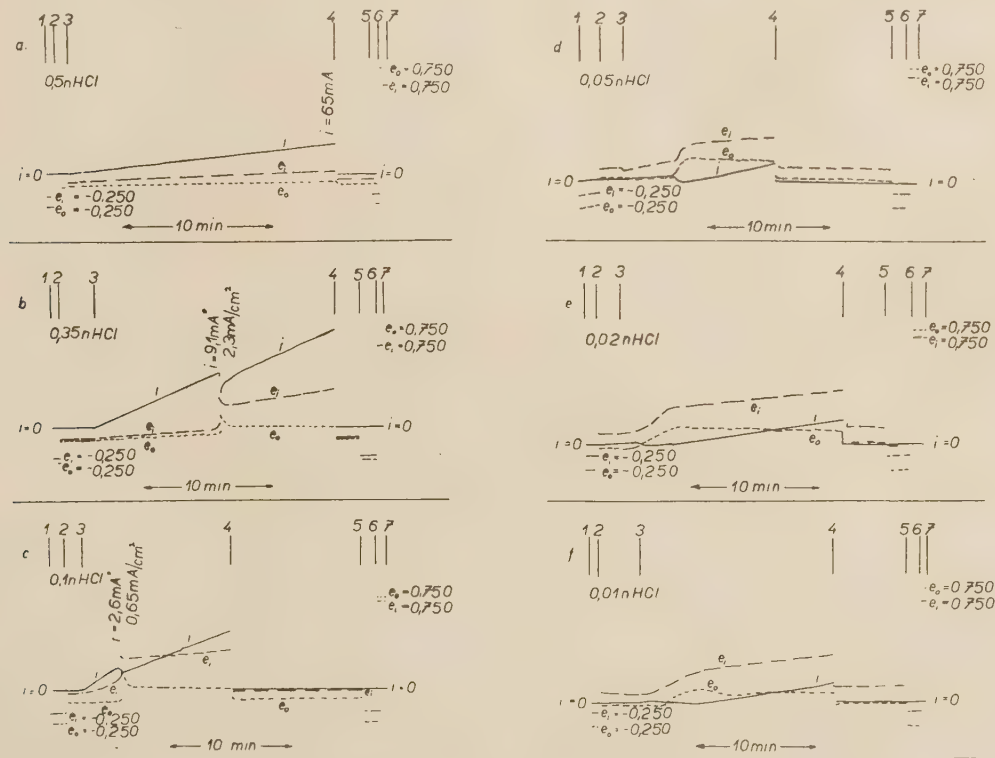 a.
1 2 3 4 5 6 7
0,5nHCl
i = 65mA
e₀ = 0,750
e₁ = 0,750
i
e₁
e₀
i = 0
i = 0
e₁ = -0.250
e₀ = -0,250
10 min
b
1 2 3 4 5 6 7
0,35nHCl
i = 9,1mA*
2,3mA/cm²
e₀ = 0,750
e₁ = 0,750
i
i
e₁
e₁
e₀
e₀
i = 0
i = 0
e₁ = -0,250
e₀ = -0,250
10 min
c
1 2 3 4 5 6 7
0,1nHCl
i = 2,6mA*
0,65mA/cm²
e₀ = 0,750
e₁ = 0,750
i
i
e₁
e₁
e₁
e₀
e₀
i = 0
i = 0
e₁ = -0,250
e₀ = -0,250
10 min
d
1 2 3 4 5 6 7
0,05nHCl
e₀ = 0,750
e₁ = 0,750
e₁
e₀
i
i = 0
i = 0
e₁ = -0,250
e₀ = -0,250
10 min
e
1 2 3 4 5 6 7
0,02nHCl
e₀ = 0,750
e₁ = 0,750
e₁
i
e₀
i = 0
i = 0
e₁ = -0,250
e₀ = -0,250
10 min
f
1 2 3 4 5 6 7
0,01nHCl
e₀ = 0 750
e₁ = 0 750
e₁
e₀
i
i = 0
i = 0
e₁ = -0,250
e₀ = -0,250
10 min